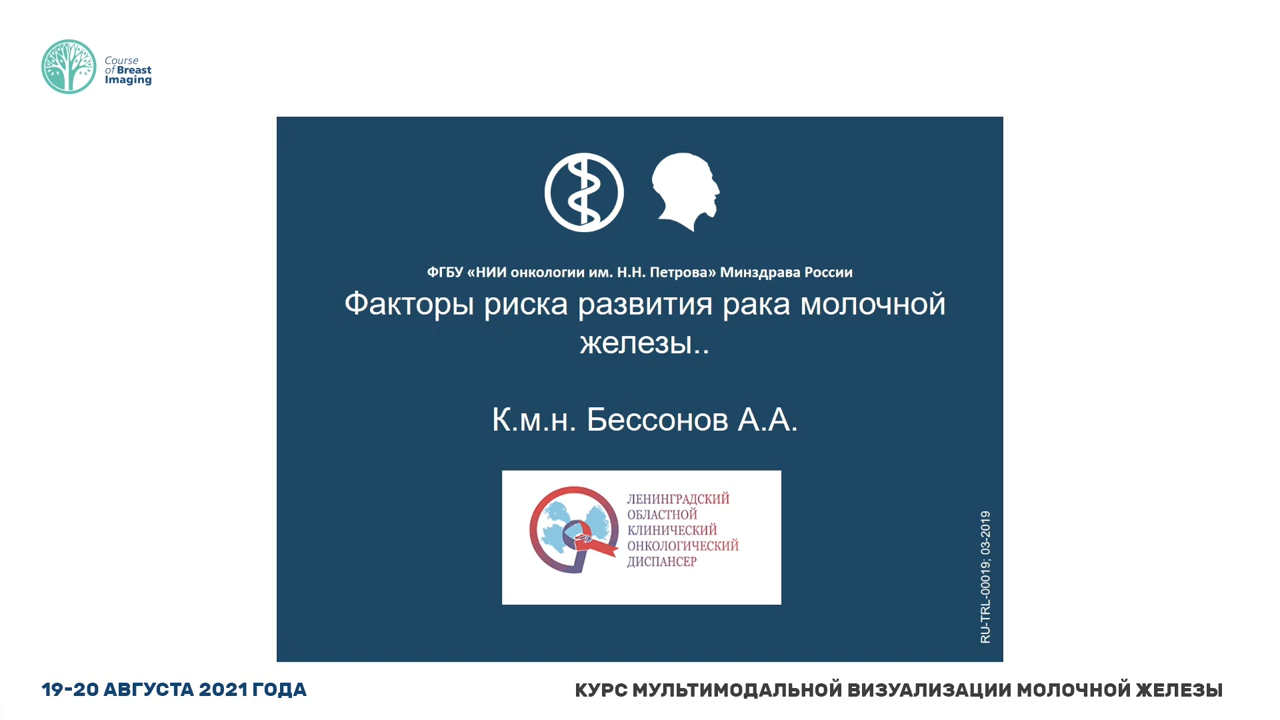 Course
of Breast
Imaging
ФГБУ «НИИ онкологии им. Н.Н. Петрова» Минздрава России
Факторы риска развития рака молочной
железы..
К.м.н. Бессонов А.А.
ЛЕНИНГРАДСКИЙ
ОБЛАСТНОЙ
КЛИНИЧЕСКИЙ
ОНКОЛОГИЧЕСКИЙ
ДИСПАНСЕР
RU-TRL-00019; 03-2019
19-20 АВГУСТА 2021 ГОДА
КУРС МУЛЬТИМОДАЛЬНОЙ ВИЗУАЛИЗАЦИИ МОЛОЧНОЙ ЖЕЛЕЗЫ